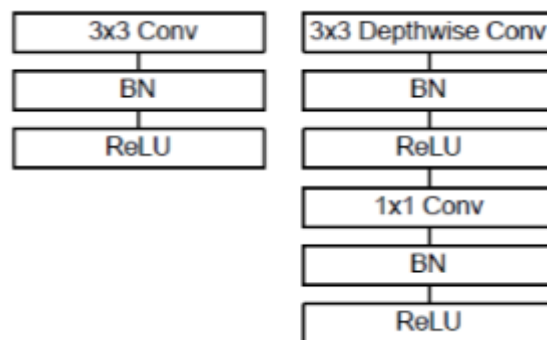 3x3 Conv
BN
ReLU
3x3 Depthwise Conv
BN
ReLU
1x1 Conv
BN
ReLU